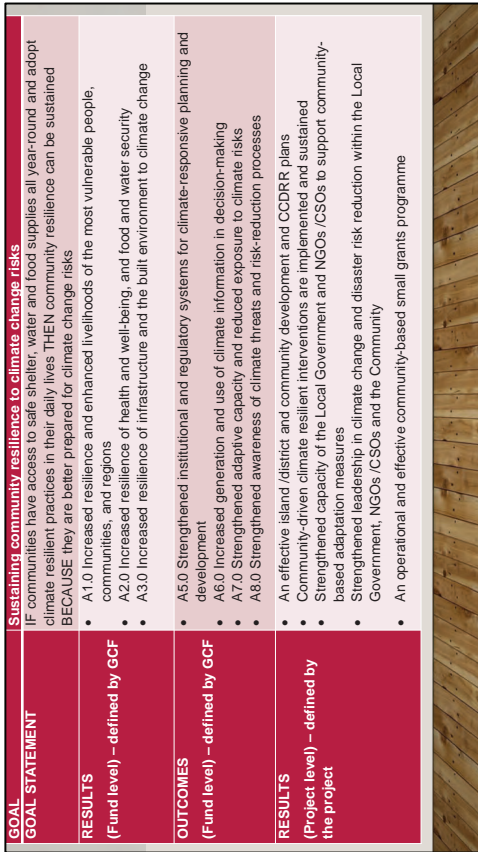 GOAL
Sustaining community resilience to climate change risks
GOAL STATEMENT
IF communities have access to safe shelter, water and food supplies all year-round and adopt
climate resilient practices in their daily lives THEN community resilience can be sustained
BECAUSE they are better prepared for climate change risks
RESULTS
(Fund level) – defined by GCF
• A1.0 Increased resilience and enhanced livelihoods of the most vulnerable people,
communities, and regions
• A2.0 Increased resilience of health and well-being, and food and water security
• A3.0 Increased resilience of infrastructure and the built environment to climate change
OUTCOMES
(Fund level) – defined by GCF
• A5.0 Strengthened institutional and regulatory systems for climate-responsive planning and
development
• A6.0 Increased generation and use of climate information in decision-making
• A7.0 Strengthened adaptive capacity and reduced exposure to climate risks
• A8.0 Strengthened awareness of climate threats and risk-reduction processes
RESULTS
(Project level) – defined by
the project
• An effective island /district and community development and CCDRR plans
• Community-driven climate resilient interventions are implemented and sustained
• Strengthened capacity of the Local Government and NGOs /CSOs to support community-
based adaptation measures
• Strengthened leadership in climate change and disaster risk reduction within the Local
Government, NGOs /CSOs and the Community
• An operational and effective community-based small grants programme